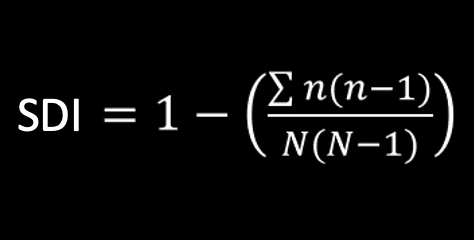 SDI = 1 − (∑ n(n−1) / N(N−1))